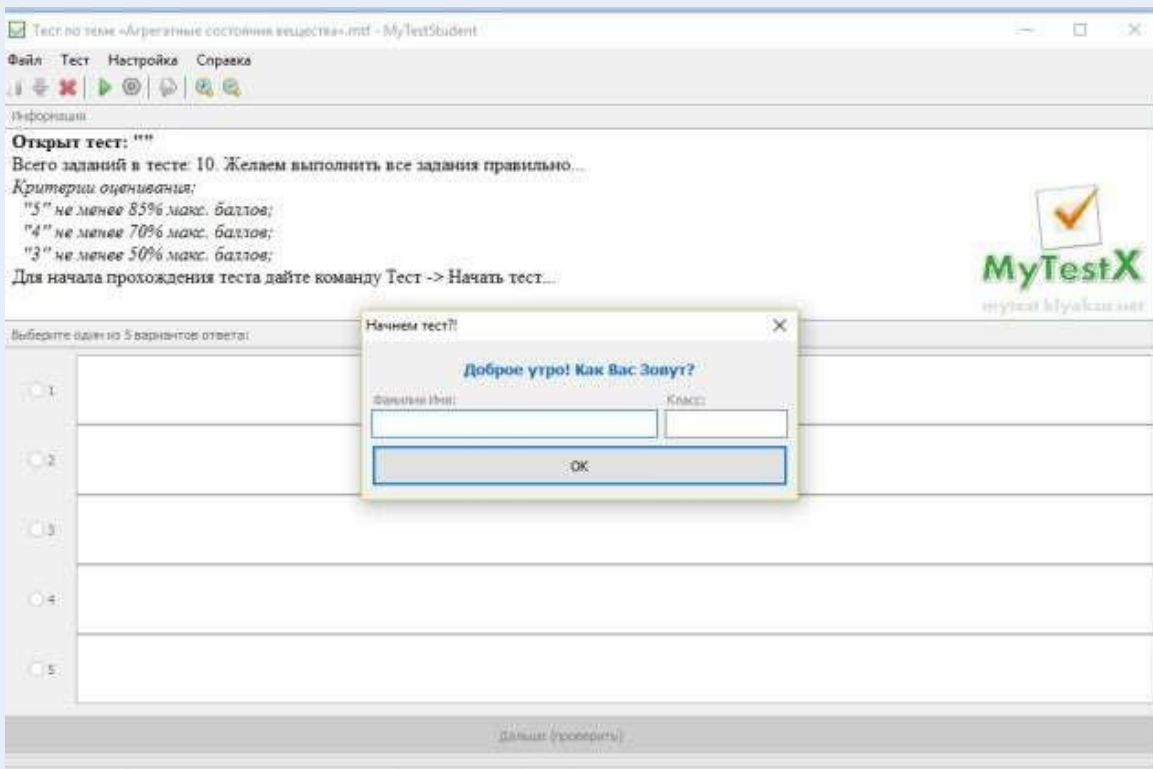 Тест по теме «Агрегатные состояния вещества».mtf - MyTestStudent
Файл Тест Настройка Справка
Информация
Открыт тест: ""
Всего заданий в тесте: 10. Желаем выполнить все задания правильно...
Критерии оценивания:
"5" не менее 85% макс. баллов;
"4" не менее 70% макс. баллов;
"3" не менее 50% макс. баллов;
Для начала прохождения теста дайте команду Тест -> Начать тест...
MyTestX
mytest.klyaksa.net
Выберите один из 5 вариантов ответа:
Начнем тест?!
Доброе утро! Как Вас Зовут?
Фамилия Имя: Класс:
OK
1
2
3
4
5
Дальше (проверить)